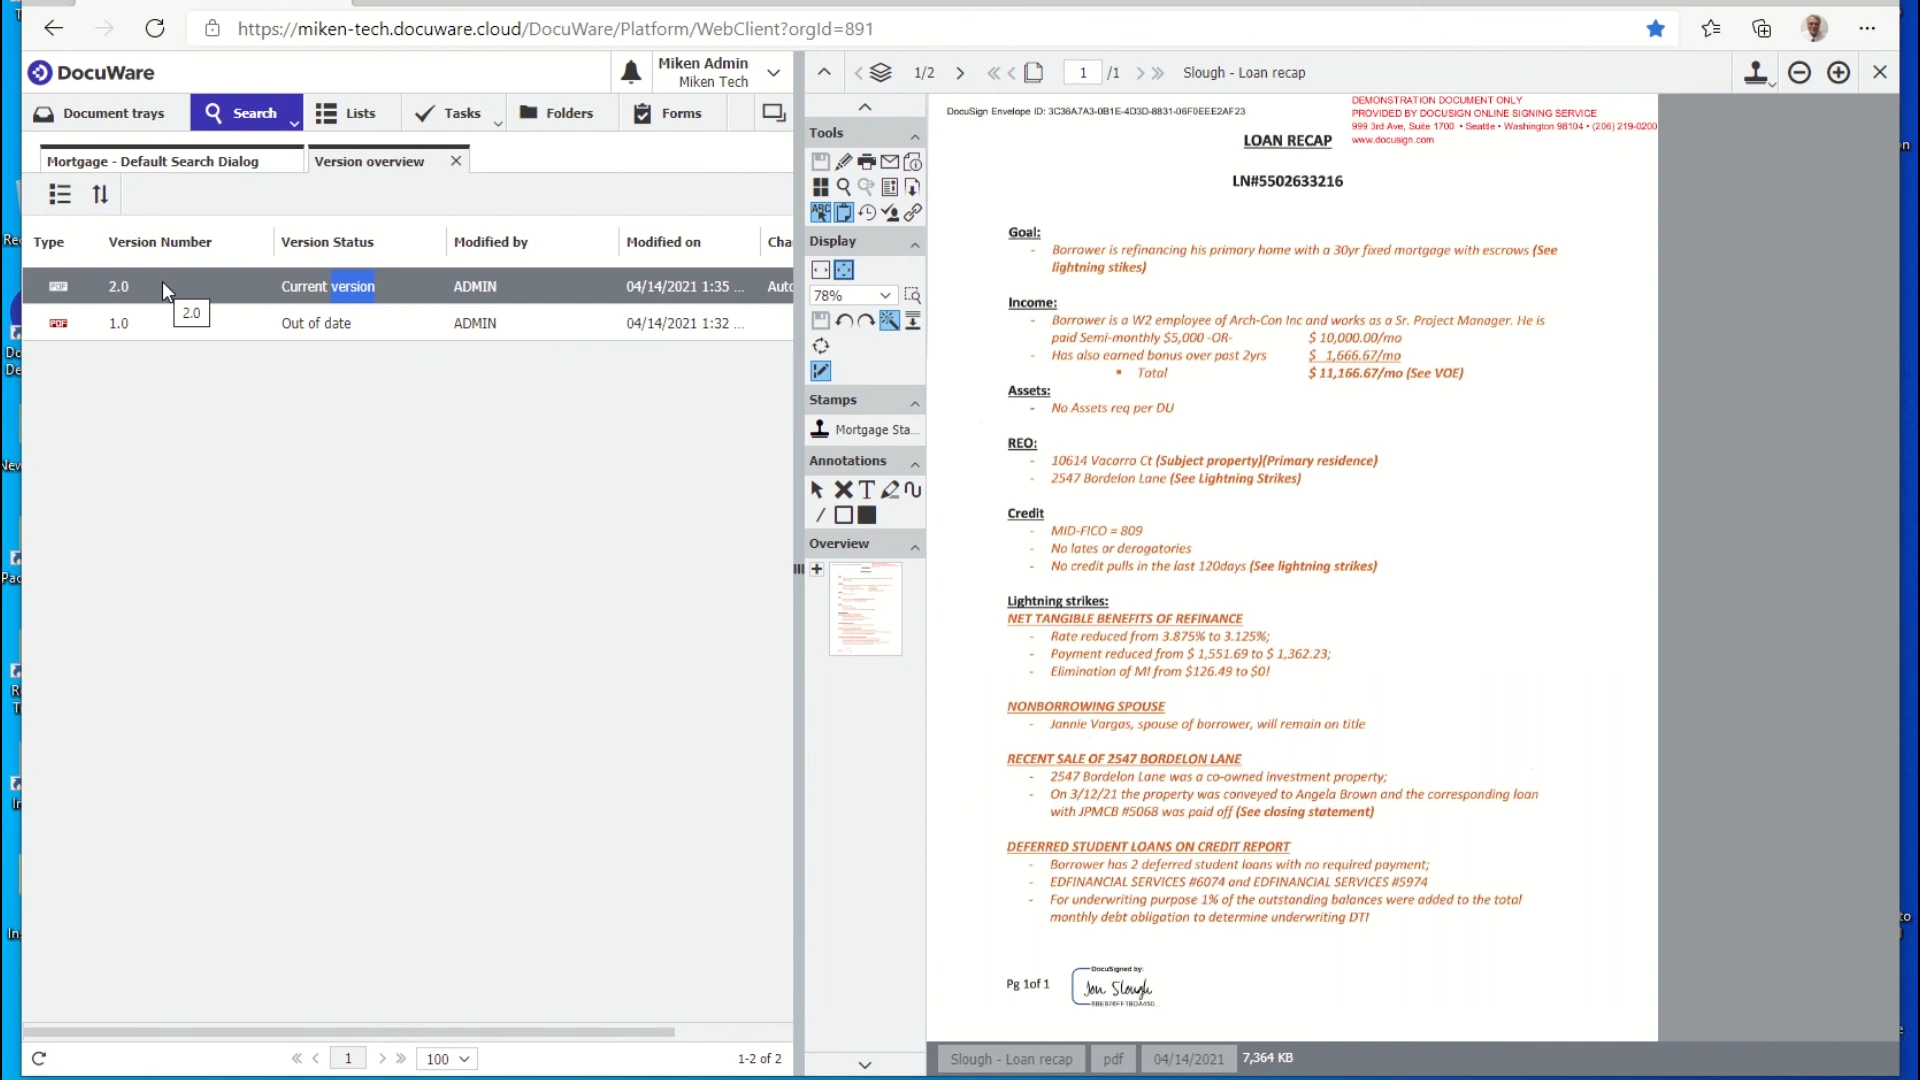 https://miken-tech.docuware.cloud/DocuWare/Platform/WebClient?orgId=891
DocuWare
Miken Admin
Miken Tech
Document trays
Search
Lists
Tasks
Folders
Forms
Mortgage - Default Search Dialog
Version overview
Type
Version Number
Version Status
Modified by
Modified on
Cha
PDF
2.0
Current version
ADMIN
04/14/2021 1:35 ...
Auto
2.0
PDF
1.0
Out of date
ADMIN
04/14/2021 1:32 ...
1
100
1-2 of 2
1/2
1
/1
Slough - Loan recap
Tools
ABC
Display
78%
Stamps
Mortgage Sta...
Annotations
T
Overview
DocuSign Envelope ID: 3C36A7A3-0B1E-4D3D-8831-06F0EEE2AF23
DEMONSTRATION DOCUMENT ONLY
PROVIDED BY DOCUSIGN ONLINE SIGNING SERVICE
999 3rd Ave, Suite 1700 • Seattle • Washington 98104 • (206) 219-0200
www.docusign.com
LOAN RECAP
LN#5502633216
Goal:
- Borrower is refinancing his primary home with a 30yr fixed mortgage with escrows (See
lightning stikes)
Income:
- Borrower is a W2 employee of Arch-Con Inc and works as a Sr. Project Manager. He is
paid Semi-monthly $5,000 -OR- $ 10,000.00/mo
- Has also earned bonus over past 2yrs $ 1,666.67/mo
▪ Total $ 11,166.67/mo (See VOE)
Assets:
- No Assets req per DU
REO:
- 10614 Vacarro Ct (Subject property)(Primary residence)
- 2547 Bordelon Lane (See Lightning Strikes)
Credit
- MID-FICO = 809
- No lates or derogatories
- No credit pulls in the last 120days (See lightning strikes)
Lightning strikes:
NET TANGIBLE BENEFITS OF REFINANCE
- Rate reduced from 3.875% to 3.125%;
- Payment reduced from $ 1,551.69 to $ 1,362.23;
- Elimination of MI from $126.49 to $0!
NONBORROWING SPOUSE
- Jannie Vargas, spouse of borrower, will remain on title
RECENT SALE OF 2547 BORDELON LANE
- 2547 Bordelon Lane was a co-owned investment property;
- On 3/12/21 the property was conveyed to Angela Brown and the corresponding loan
with JPMCB #5068 was paid off (See closing statement)
DEFERRED STUDENT LOANS ON CREDIT REPORT
- Borrower has 2 deferred student loans with no required payment;
- EDFINANCIAL SERVICES #6074 and EDFINANCIAL SERVICES #5974
- For underwriting purpose 1% of the outstanding balances were added to the total
monthly debt obligation to determine underwriting DTI
Pg 1of 1
DocuSigned by:
Jon Slough
Slough - Loan recap
pdf
04/14/2021
7,364 KB